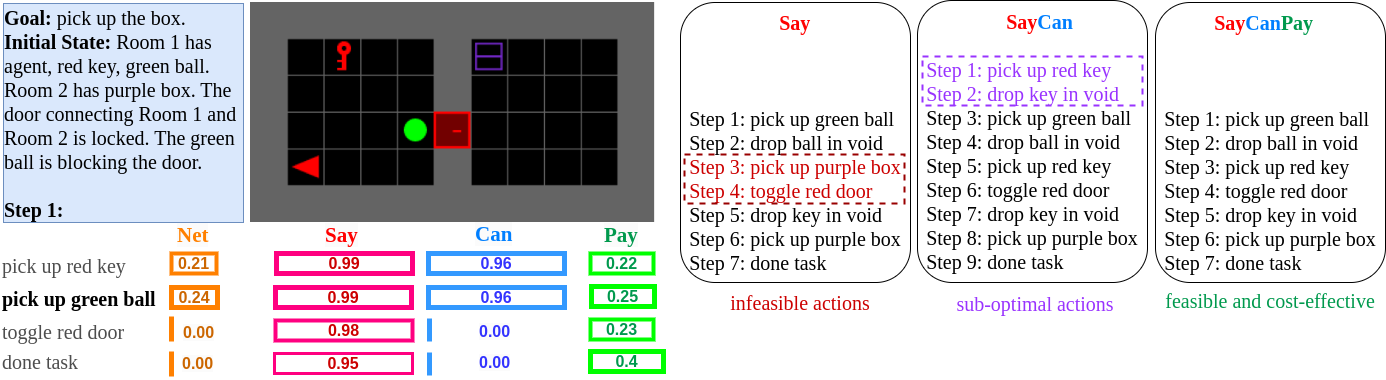 Goal: pick up the box.
Initial State: Room 1 has
agent, red key, green ball.
Room 2 has purple box. The
door connecting Room 1 and
Room 2 is locked. The green
ball is blocking the door.
Step 1:
Net Say Can Pay
pick up red key 0.21 0.99 0.96 0.22
pick up green ball 0.24 0.99 0.96 0.25
toggle red door 0.00 0.98 0.00 0.23
done task 0.00 0.95 0.00 0.4
Say
Step 1: pick up green ball
Step 2: drop ball in void
Step 3: pick up purple box
Step 4: toggle red door
Step 5: drop key in void
Step 6: pick up purple box
Step 7: done task
infeasible actions
SayCan
Step 1: pick up red key
Step 2: drop key in void
Step 3: pick up green ball
Step 4: drop ball in void
Step 5: pick up red key
Step 6: toggle red door
Step 7: drop key in void
Step 8: pick up purple box
Step 9: done task
sub-optimal actions
SayCanPay
Step 1: pick up green ball
Step 2: drop ball in void
Step 3: pick up red key
Step 4: toggle red door
Step 5: drop key in void
Step 6: pick up purple box
Step 7: done task
feasible and cost-effective